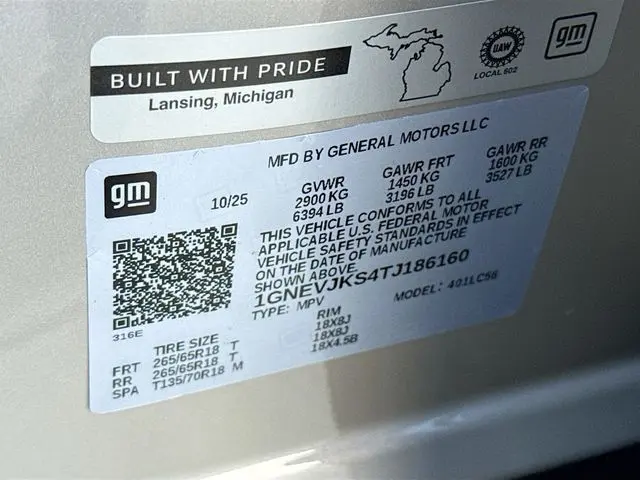 BUILT WITH PRIDE
Lansing, Michigan
UAW
LOCAL 602
gm
gm
MFD BY GENERAL MOTORS LLC
10/25
GVWR GAWR FRT GAWR RR
2900 KG 1450 KG 1600 KG
6394 LB 3196 LB 3527 LB
THIS VEHICLE CONFORMS TO ALL
APPLICABLE U.S. FEDERAL MOTOR
VEHICLE SAFETY STANDARDS IN EFFECT
ON THE DATE OF MANUFACTURE
SHOWN ABOVE.
1GNEVJKS4TJ186160
TYPE: MPV MODEL: 401LC56
316E
TIRE SIZE RIM
FRT 265/65R18 T 18X8J
RR 265/65R18 T 18X8J
SPA T135/70R18 M 18X4.5B